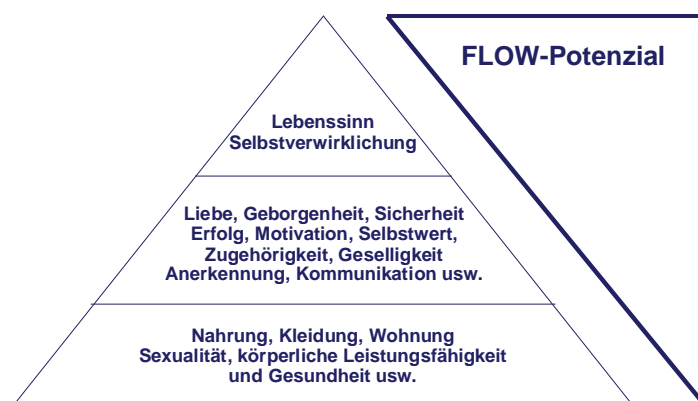 FLOW-Potenzial
Lebenssinn
Selbstverwirklichung
Liebe, Geborgenheit, Sicherheit
Erfolg, Motivation, Selbstwert,
Zugehörigkeit, Geselligkeit
Anerkennung, Kommunikation usw.
Nahrung, Kleidung, Wohnung
Sexualität, körperliche Leistungsfähigkeit
und Gesundheit usw.